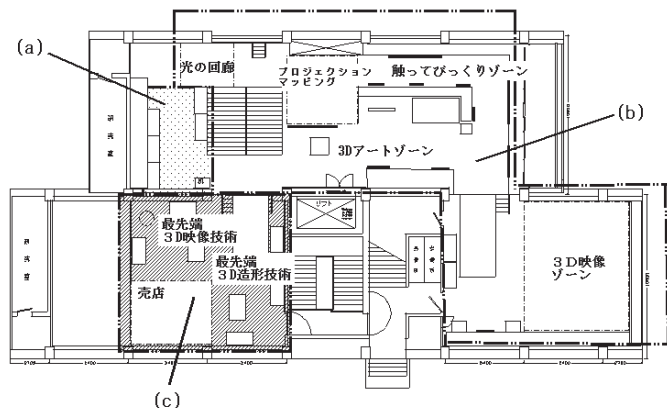 (a)
光の回廊
プロジェクション
マッピング
触ってびっくりゾーン
(b)
3Dアートゾーン
リフト
最先端
3D映像技術
最先端
3D造形技術
売店
3D映像
ゾーン
(c)